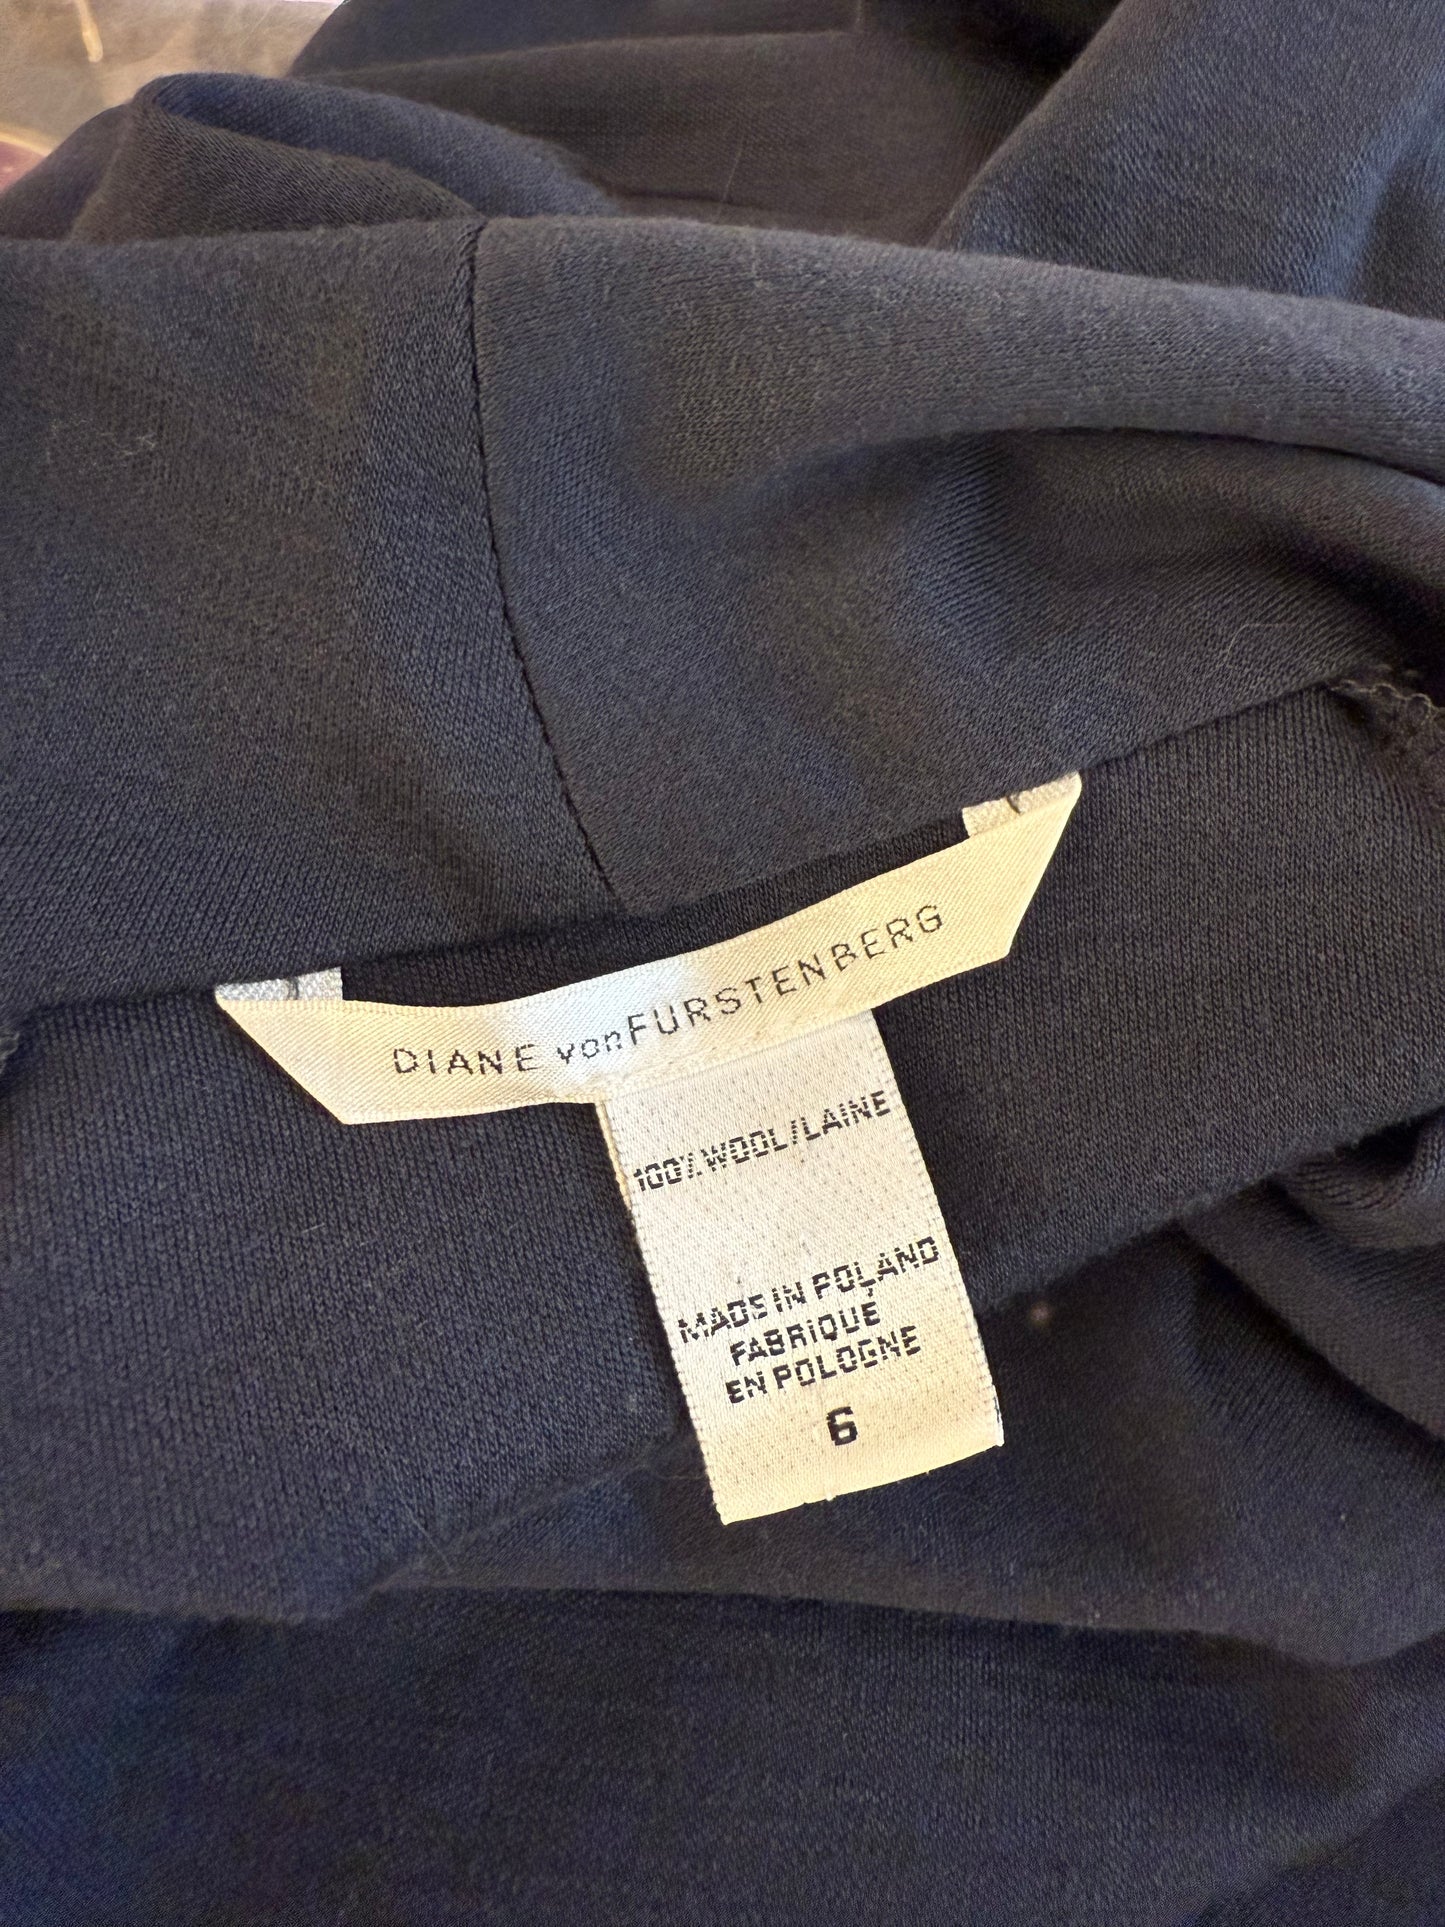 DIANE von FURSTENBERG
100% WOOL/LAINE
MADE IN POLAND
FABRIQUE
EN POLOGNE
6